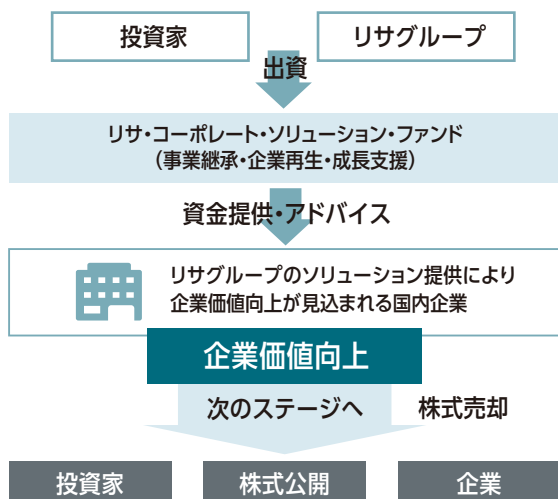 投資家
リサグループ
出資
リサ・コーポレート・ソリューション・ファンド
（事業継承・企業再生・成長支援）
資金提供・アドバイス
リサグループのソリューション提供により
企業価値向上が見込まれる国内企業
企業価値向上
次のステージへ
株式売却
投資家
株式公開
企業